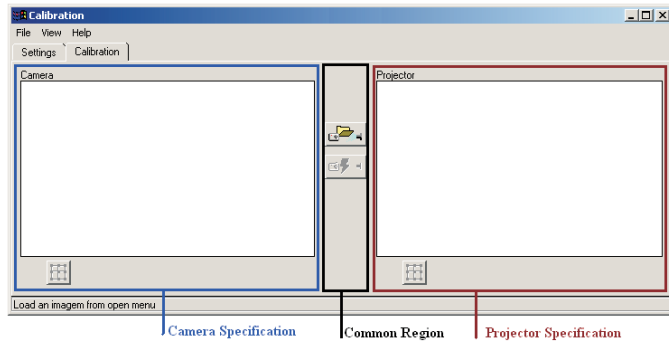 Calibration
File View Help
Settings Calibration
Camera
Projector
Load an imagem from open menu
Camera Specification
Common Region
Projector Specification